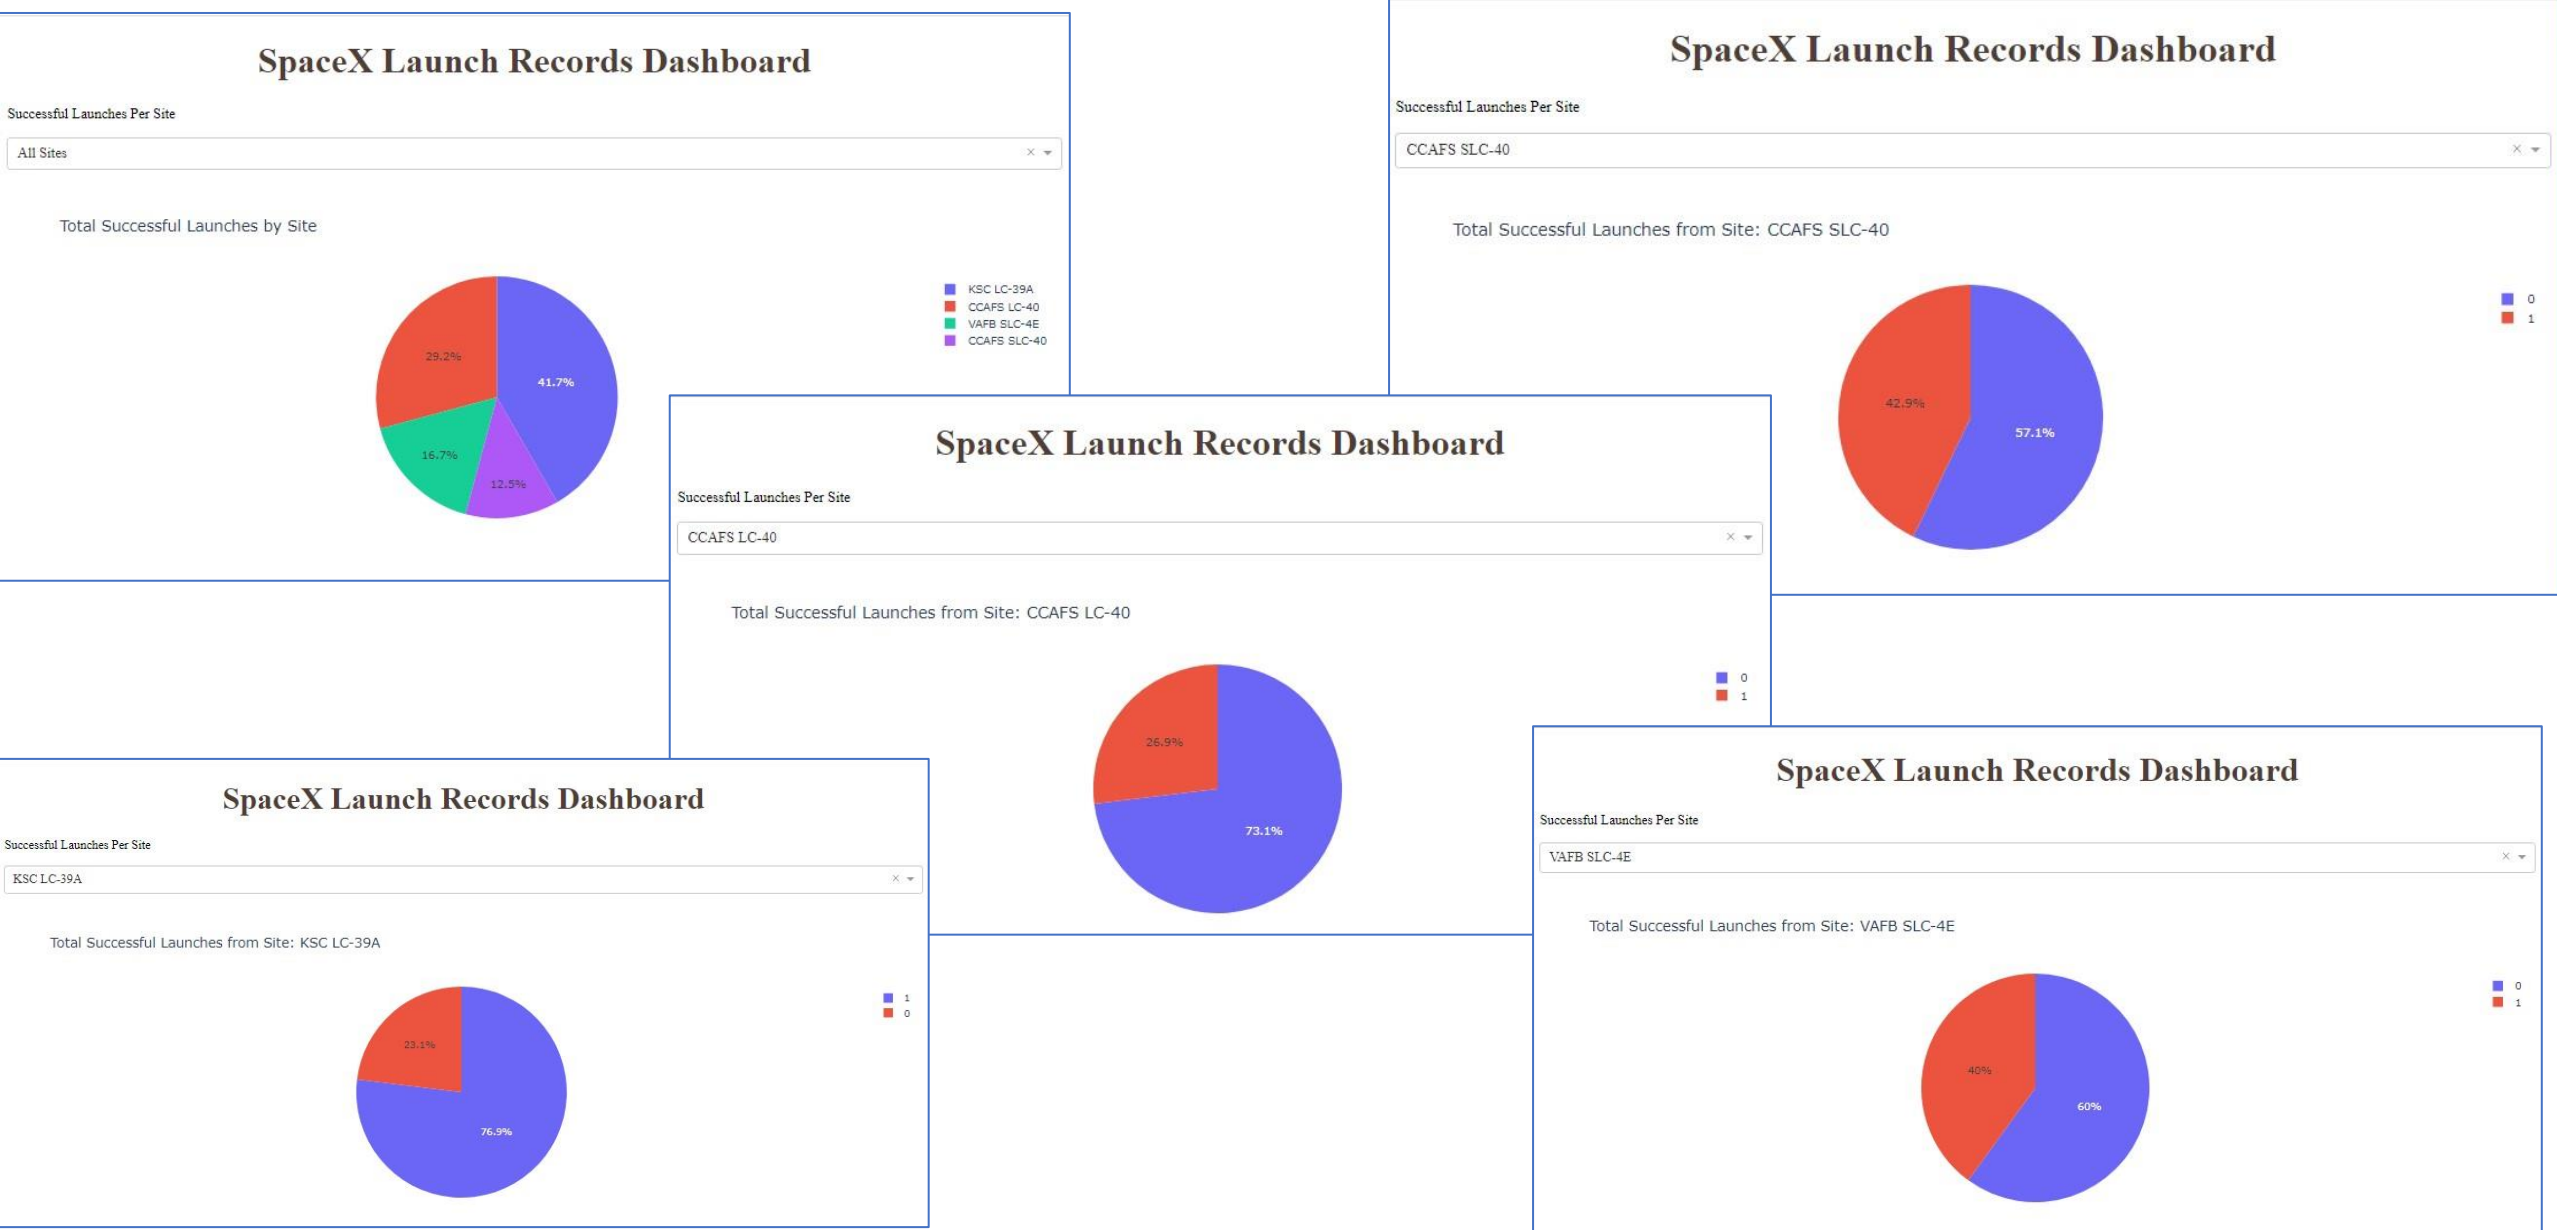 SpaceX Launch Records Dashboard
Successful Launches Per Site
All Sites
Total Successful Launches by Site
KSC LC-39A
CCAFS LC-40
VAFB SLC-4E
CCAFS SLC-40
29.2%
41.7%
16.7%
12.5%
SpaceX Launch Records Dashboard
Successful Launches Per Site
CCAFS SLC-40
Total Successful Launches from Site: CCAFS SLC-40
0
1
42.9%
57.1%
SpaceX Launch Records Dashboard
Successful Launches Per Site
CCAFS LC-40
Total Successful Launches from Site: CCAFS LC-40
0
1
26.9%
73.1%
SpaceX Launch Records Dashboard
Successful Launches Per Site
KSC LC-39A
Total Successful Launches from Site: KSC LC-39A
1
0
23.1%
76.9%
SpaceX Launch Records Dashboard
Successful Launches Per Site
VAFB SLC-4E
Total Successful Launches from Site: VAFB SLC-4E
0
1
40%
60%